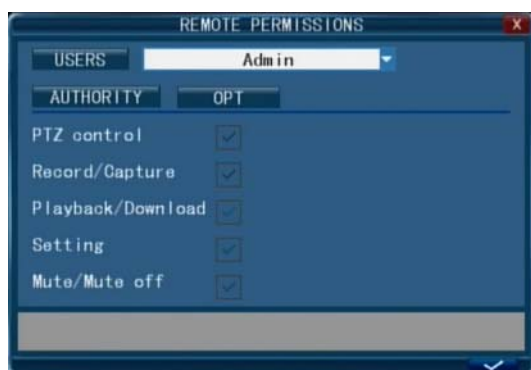 REMOTE PERMISSIONS X
USERS Admin
AUTHORITY OPT
PTZ control
Record/Capture
Playback/Download
Setting
Mute/Mute off